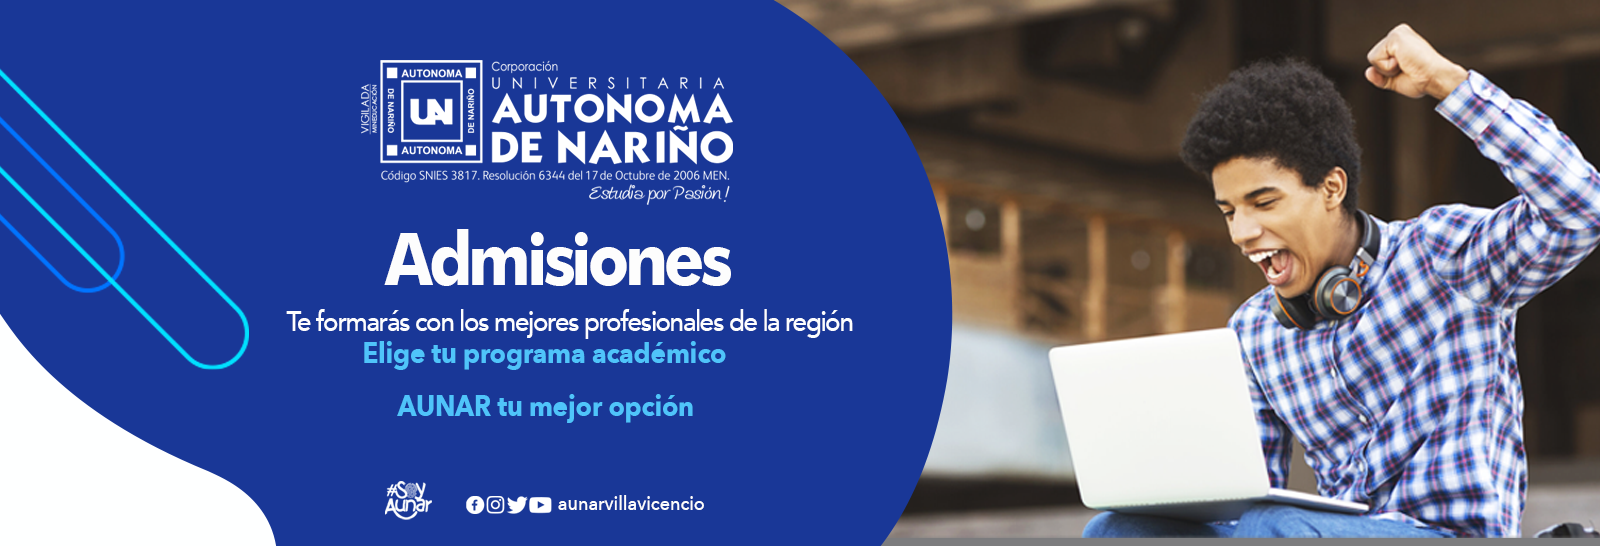 VIGILADA
MINEDUCACIÓN
AUTONOMA
DE NARIÑO
UAN
DE NARIÑO
AUTONOMA
Corporación
UNIVERSITARIA
AUTONOMA
DE NARIÑO
Código SNIES 3817. Resolución 6344 del 17 de Octubre de 2006 MEN.
Estudia por Pasión!
Admisiones
Te formarás con los mejores profesionales de la región
Elige tu programa académico
AUNAR tu mejor opción
#Soy
Aunar
aunarvillavicencio